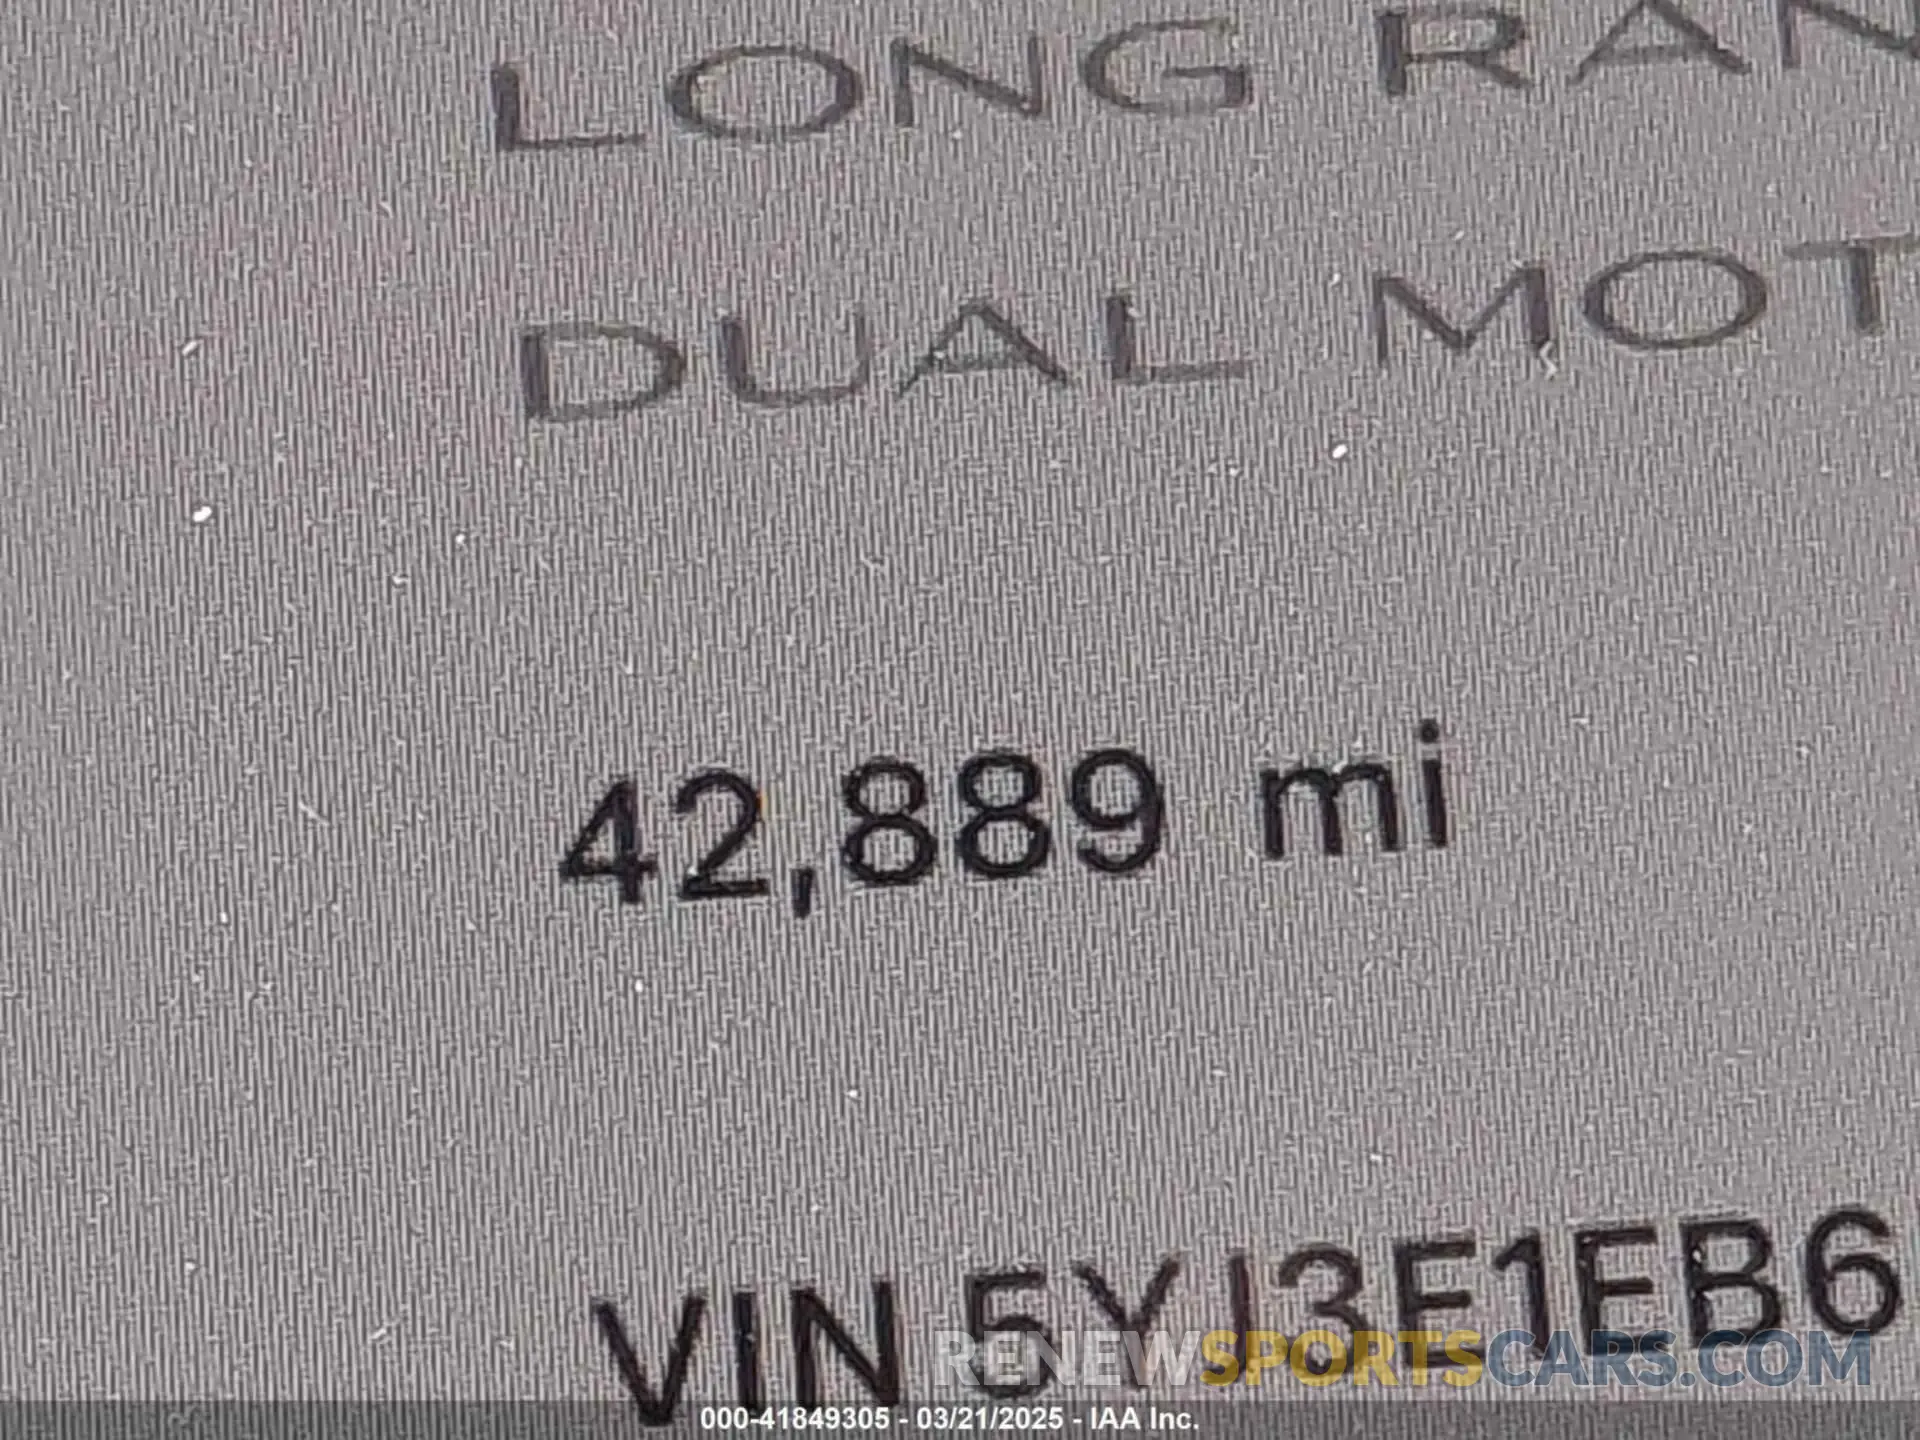 LONG RAN
DUAL MOT
42,889 mi
VIN 5YJ3E1EB6
RENEWSPORTSCARS.COM
000-41849305 - 03/21/2025 - IAA Inc.